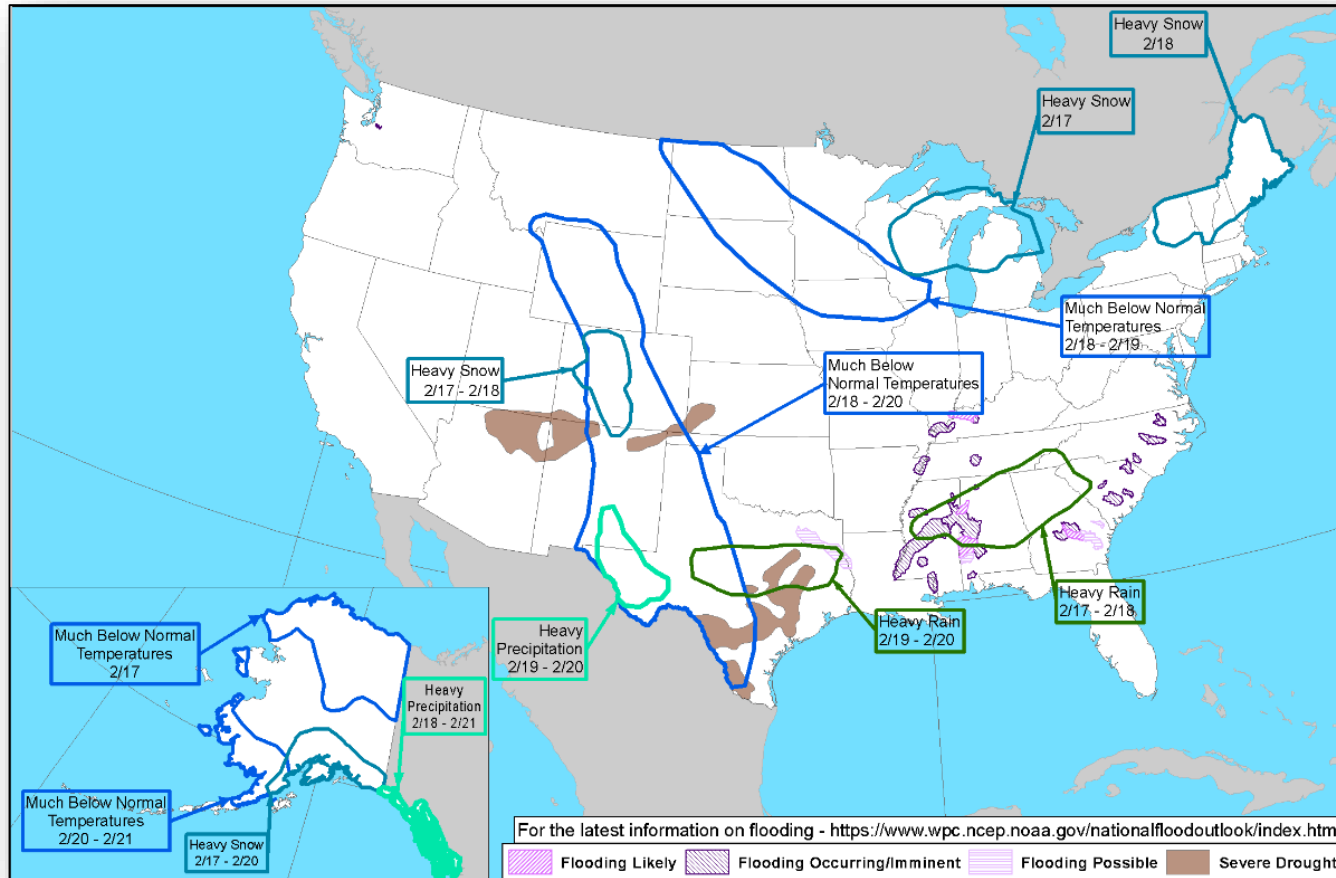 Heavy Snow
2/18
Heavy Snow
2/17
Much Below Normal
Temperatures
2/18 - 2/19
Much Below
Normal Temperatures
2/18 - 2/20
Heavy Snow
2/17 - 2/18
Heavy Rain
2/17 - 2/18
Heavy Rain
2/19 - 2/20
Heavy
Precipitation
2/19 - 2/20
Much Below Normal
Temperatures
2/17
Heavy
Precipitation
2/18 - 2/21
Much Below Normal
Temperatures
2/20 - 2/21
Heavy Snow
2/17 - 2/20
For the latest information on flooding - https://www.wpc.ncep.noaa.gov/nationalfloodoutlook/index.htm
Flooding Likely
Flooding Occurring/Imminent
Flooding Possible
Severe Drought